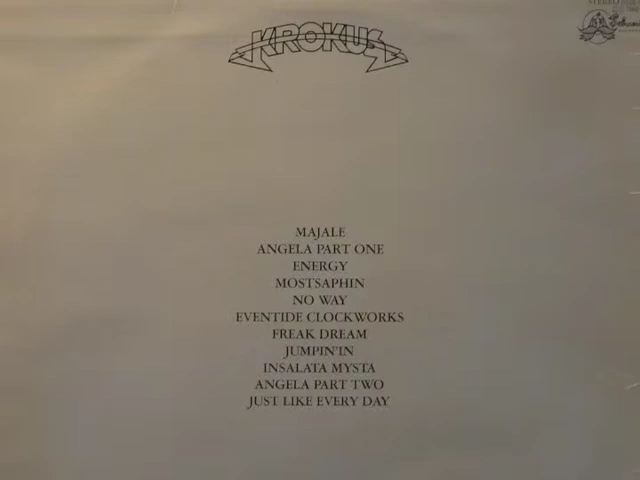 STEREO
KROKUS
MAJALE
ANGELA PART ONE
ENERGY
MOSTSAPHIN
NO WAY
EVENTIDE CLOCKWORKS
FREAK DREAM
JUMPIN'IN
INSALATA MYSTA
ANGELA PART TWO
JUST LIKE EVERY DAY